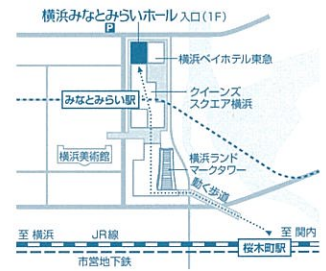 横浜みなとみらいホール 入口(1F)
P
横浜ベイホテル東急
クイーンズ
スクエア横浜
みなとみらい駅
横浜美術館
横浜ランド
マークタワー
動く歩道
至 横浜
JR線
至 関内
桜木町駅
市営地下鉄